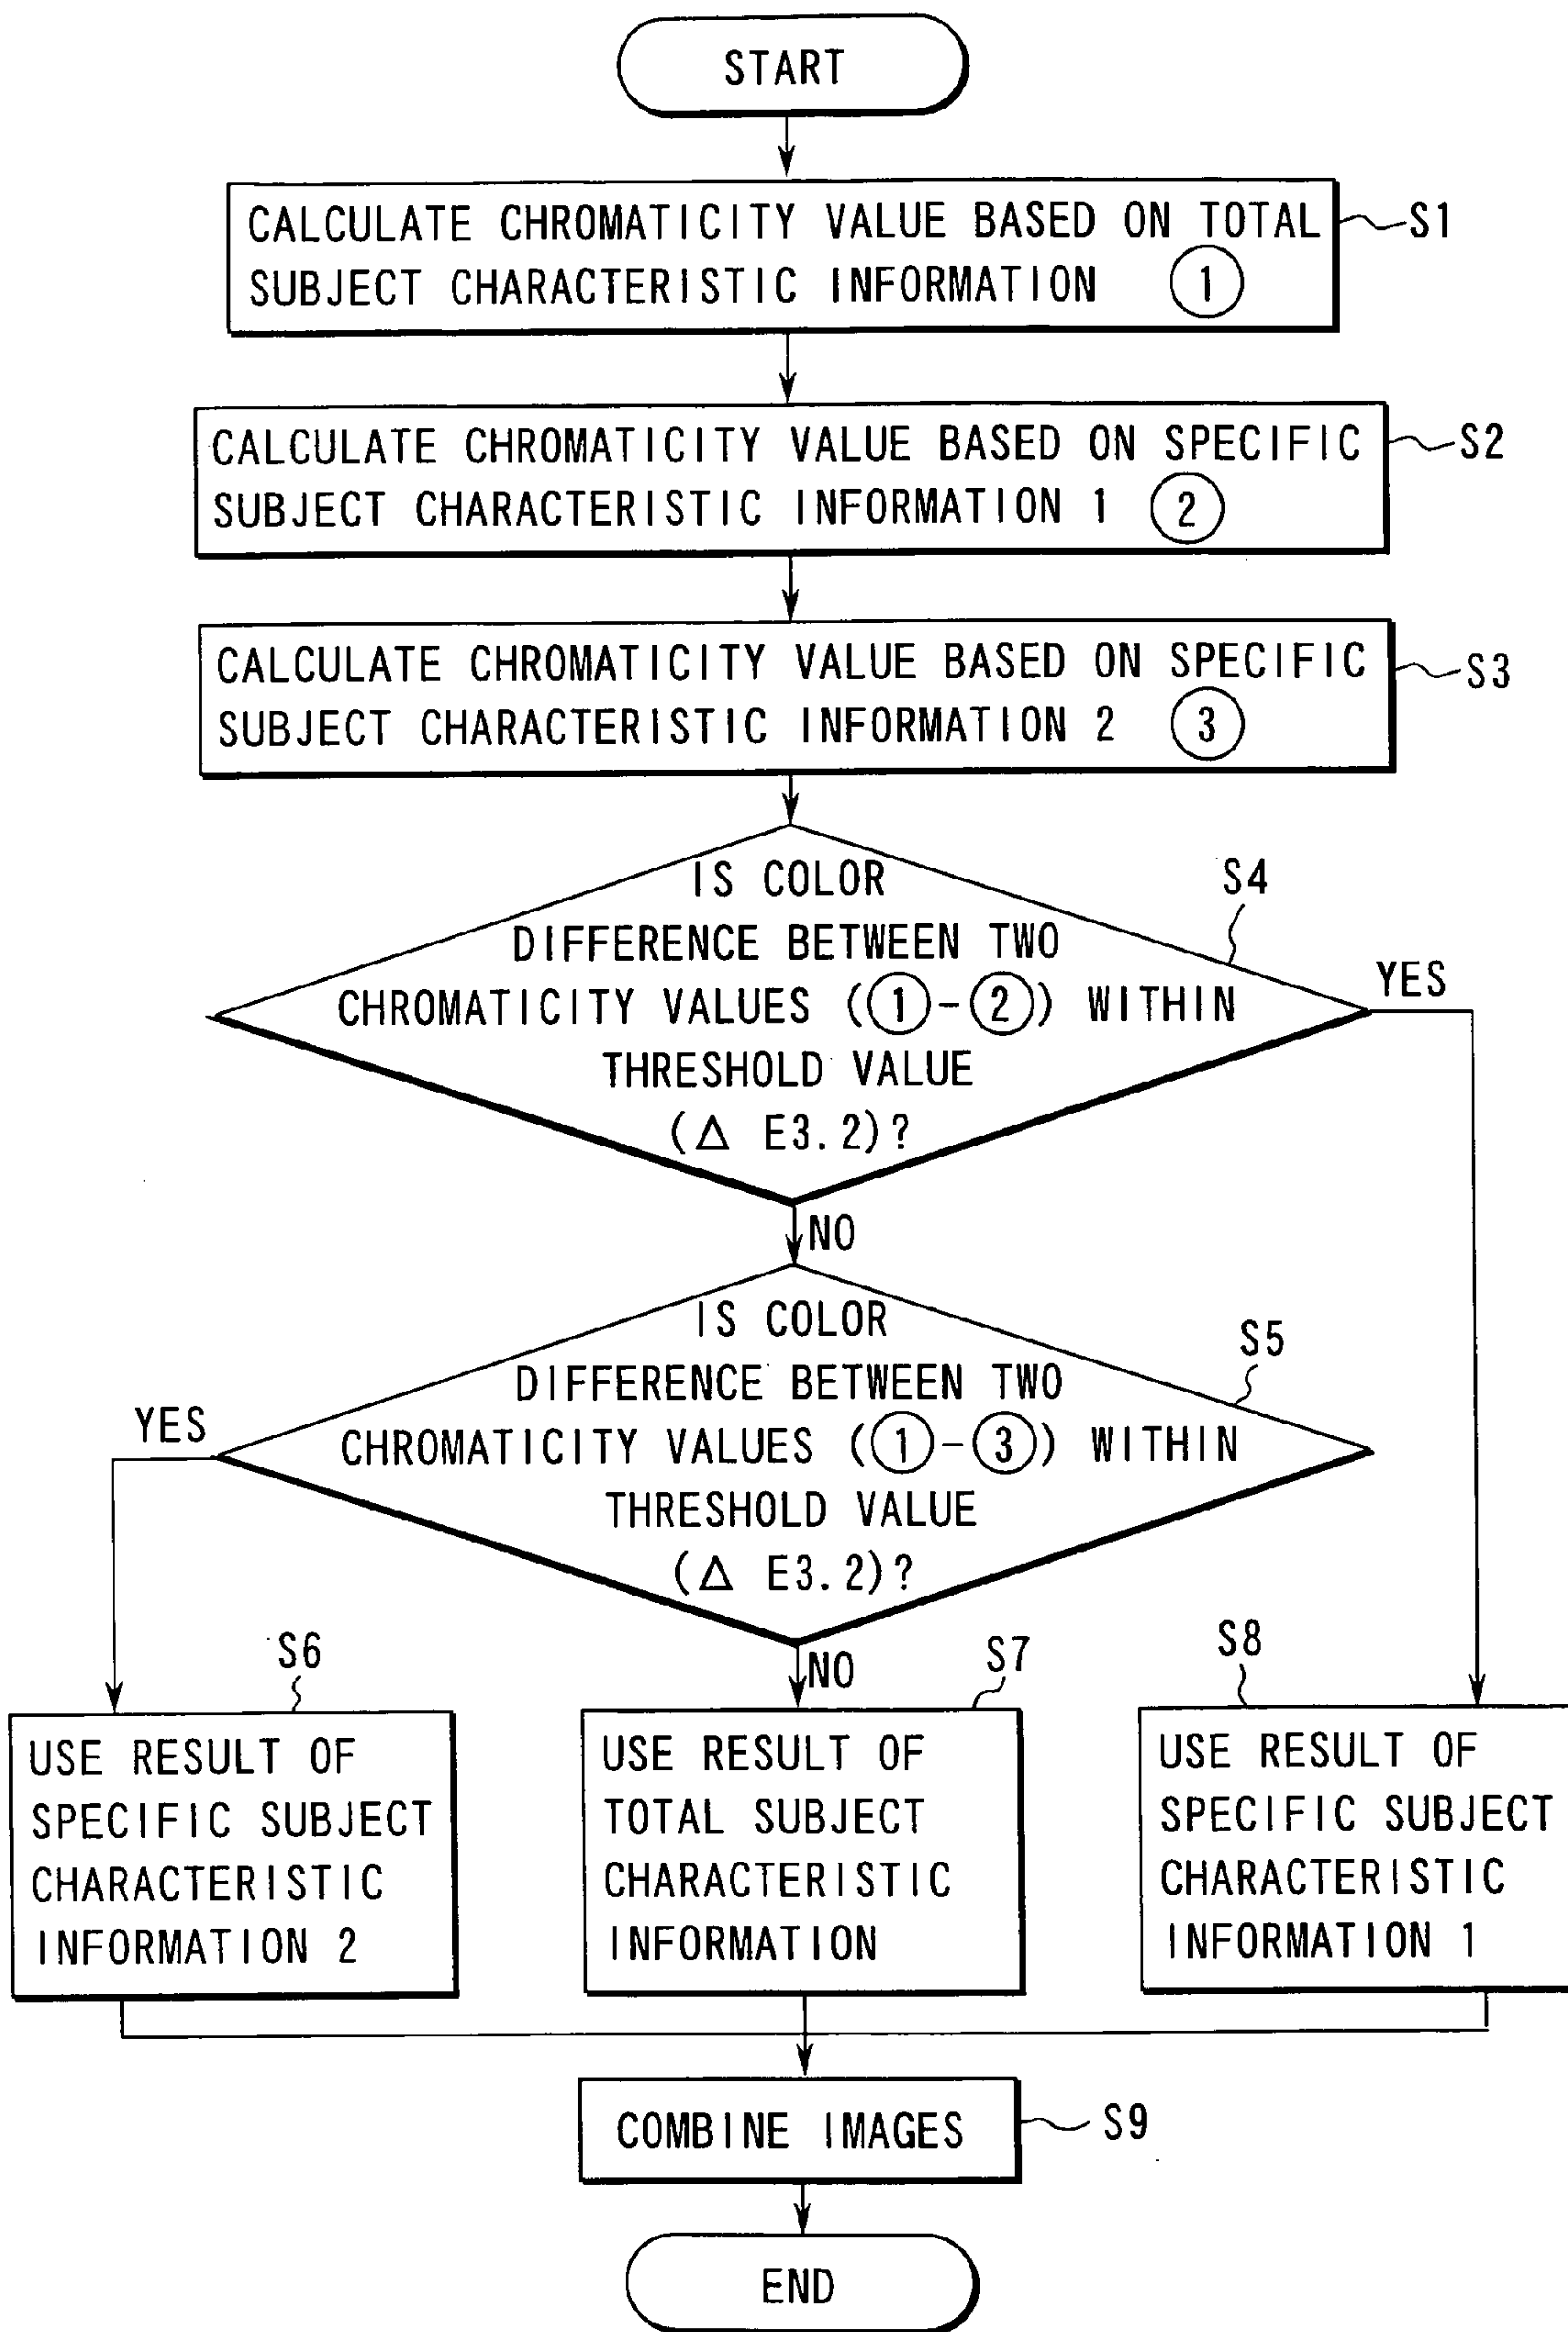 START
CALCULATE CHROMATICITY VALUE BASED ON TOTAL
SUBJECT CHARACTERISTIC INFORMATION ①
S1
CALCULATE CHROMATICITY VALUE BASED ON SPECIFIC
SUBJECT CHARACTERISTIC INFORMATION 1 ②
S2
CALCULATE CHROMATICITY VALUE BASED ON SPECIFIC
SUBJECT CHARACTERISTIC INFORMATION 2 ③
S3
IS COLOR
DIFFERENCE BETWEEN TWO
CHROMATICITY VALUES (①-②) WITHIN
THRESHOLD VALUE
(Δ E3.2)?
S4
YES
NO
IS COLOR
DIFFERENCE BETWEEN TWO
CHROMATICITY VALUES (①-③) WITHIN
THRESHOLD VALUE
(Δ E3.2)?
S5
YES
NO
S6
USE RESULT OF
SPECIFIC SUBJECT
CHARACTERISTIC
INFORMATION 2
S7
USE RESULT OF
TOTAL SUBJECT
CHARACTERISTIC
INFORMATION
S8
USE RESULT OF
SPECIFIC SUBJECT
CHARACTERISTIC
INFORMATION 1
COMBINE IMAGES
S9
END